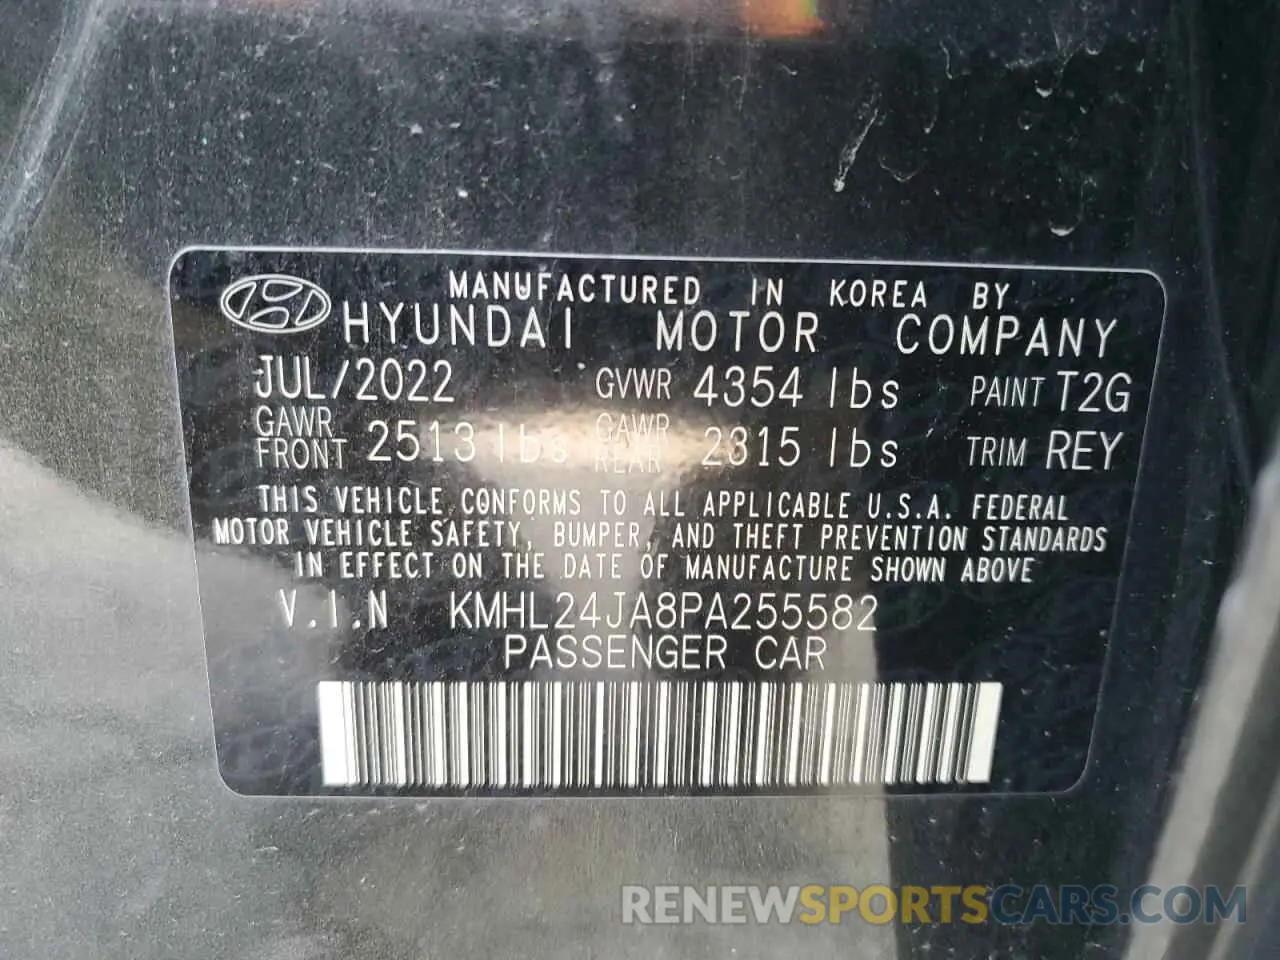 MANUFACTURED IN KOREA BY
HYUNDAI MOTOR COMPANY
JUL/2022 GVWR 4354 lbs PAINT T2G
GAWR FRONT 2513 lbs GAWR REAR 2315 lbs TRIM REY
THIS VEHICLE CONFORMS TO ALL APPLICABLE U.S.A. FEDERAL
MOTOR VEHICLE SAFETY, BUMPER, AND THEFT PREVENTION STANDARDS
IN EFFECT ON THE DATE OF MANUFACTURE SHOWN ABOVE
V.I.N KMHL24JA8PA255582
PASSENGER CAR
RENEWSPORTSCARS.COM